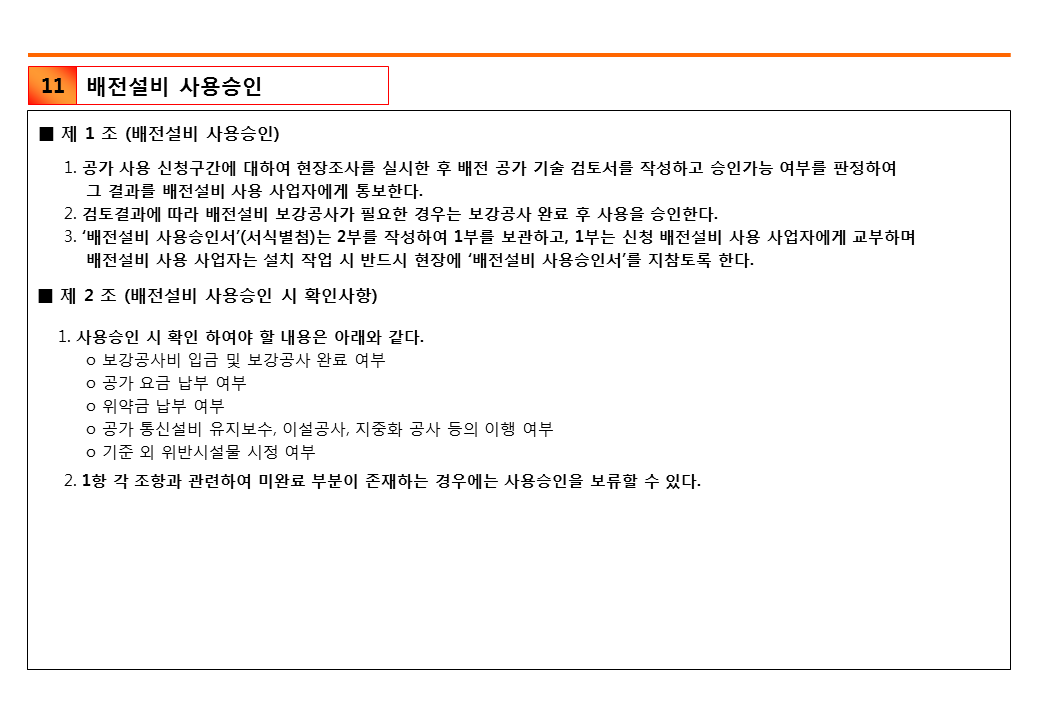 11 배전설비 사용승인
■ 제 1 조 (배전설비 사용승인)
1. 공가 사용 신청구간에 대하여 현장조사를 실시한 후 배전 공가 기술 검토서를 작성하고 승인가능 여부를 판정하여
그 결과를 배전설비 사용 사업자에게 통보한다.
2. 검토결과에 따라 배전설비 보강공사가 필요한 경우는 보강공사 완료 후 사용을 승인한다.
3. ‘배전설비 사용승인서’(서식별첨)는 2부를 작성하여 1부를 보관하고, 1부는 신청 배전설비 사용 사업자에게 교부하며
배전설비 사용 사업자는 설치 작업 시 반드시 현장에 ‘배전설비 사용승인서’를 지참토록 한다.
■ 제 2 조 (배전설비 사용승인 시 확인사항)
1. 사용승인 시 확인 하여야 할 내용은 아래와 같다.
ㅇ 보강공사비 입금 및 보강공사 완료 여부
ㅇ 공가 요금 납부 여부
ㅇ 위약금 납부 여부
ㅇ 공가 통신설비 유지보수, 이설공사, 지중화 공사 등의 이행 여부
ㅇ 기준 외 위반시설물 시정 여부
2. 1항 각 조항과 관련하여 미완료 부분이 존재하는 경우에는 사용승인을 보류할 수 있다.